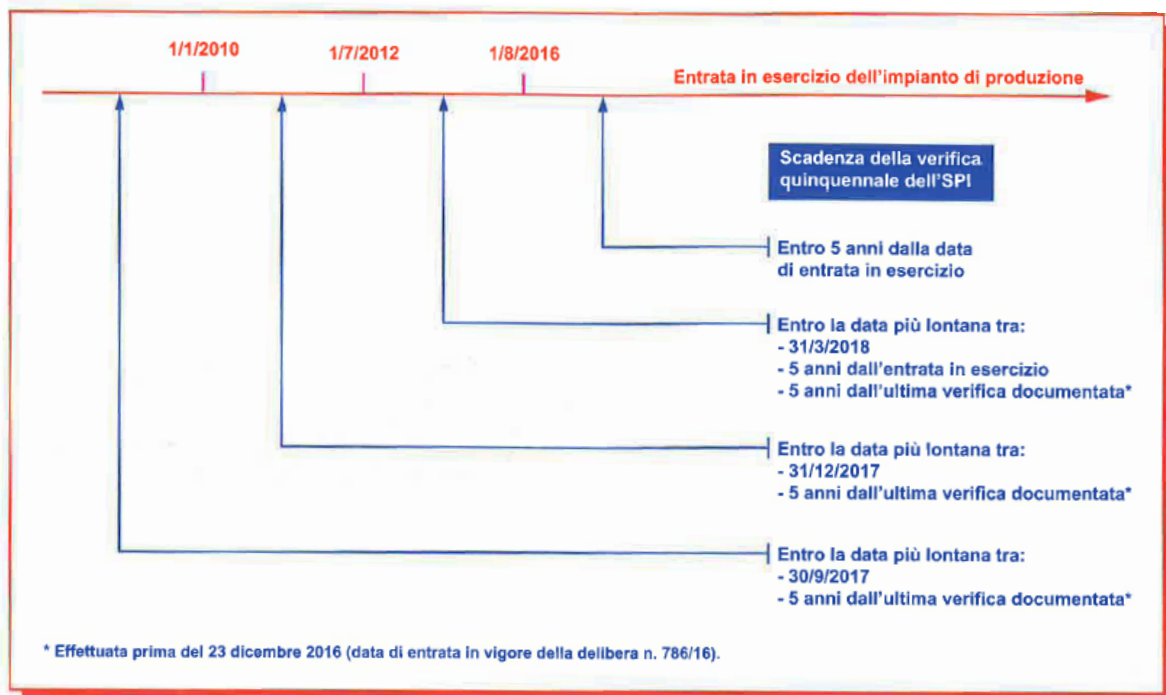 1/1/2010 1/7/2012 1/8/2016
Entrata in esercizio dell'impianto di produzione
Scadenza della verifica
quinquennale dell'SPI
Entro 5 anni dalla data
di entrata in esercizio
Entro la data più lontana tra:
- 31/3/2018
- 5 anni dall'entrata in esercizio
- 5 anni dall'ultima verifica documentata*
Entro la data più lontana tra:
- 31/12/2017
- 5 anni dall'ultima verifica documentata*
Entro la data più lontana tra:
- 30/9/2017
- 5 anni dall'ultima verifica documentata*
* Effettuata prima del 23 dicembre 2016 (data di entrata in vigore della delibera n. 786/16).